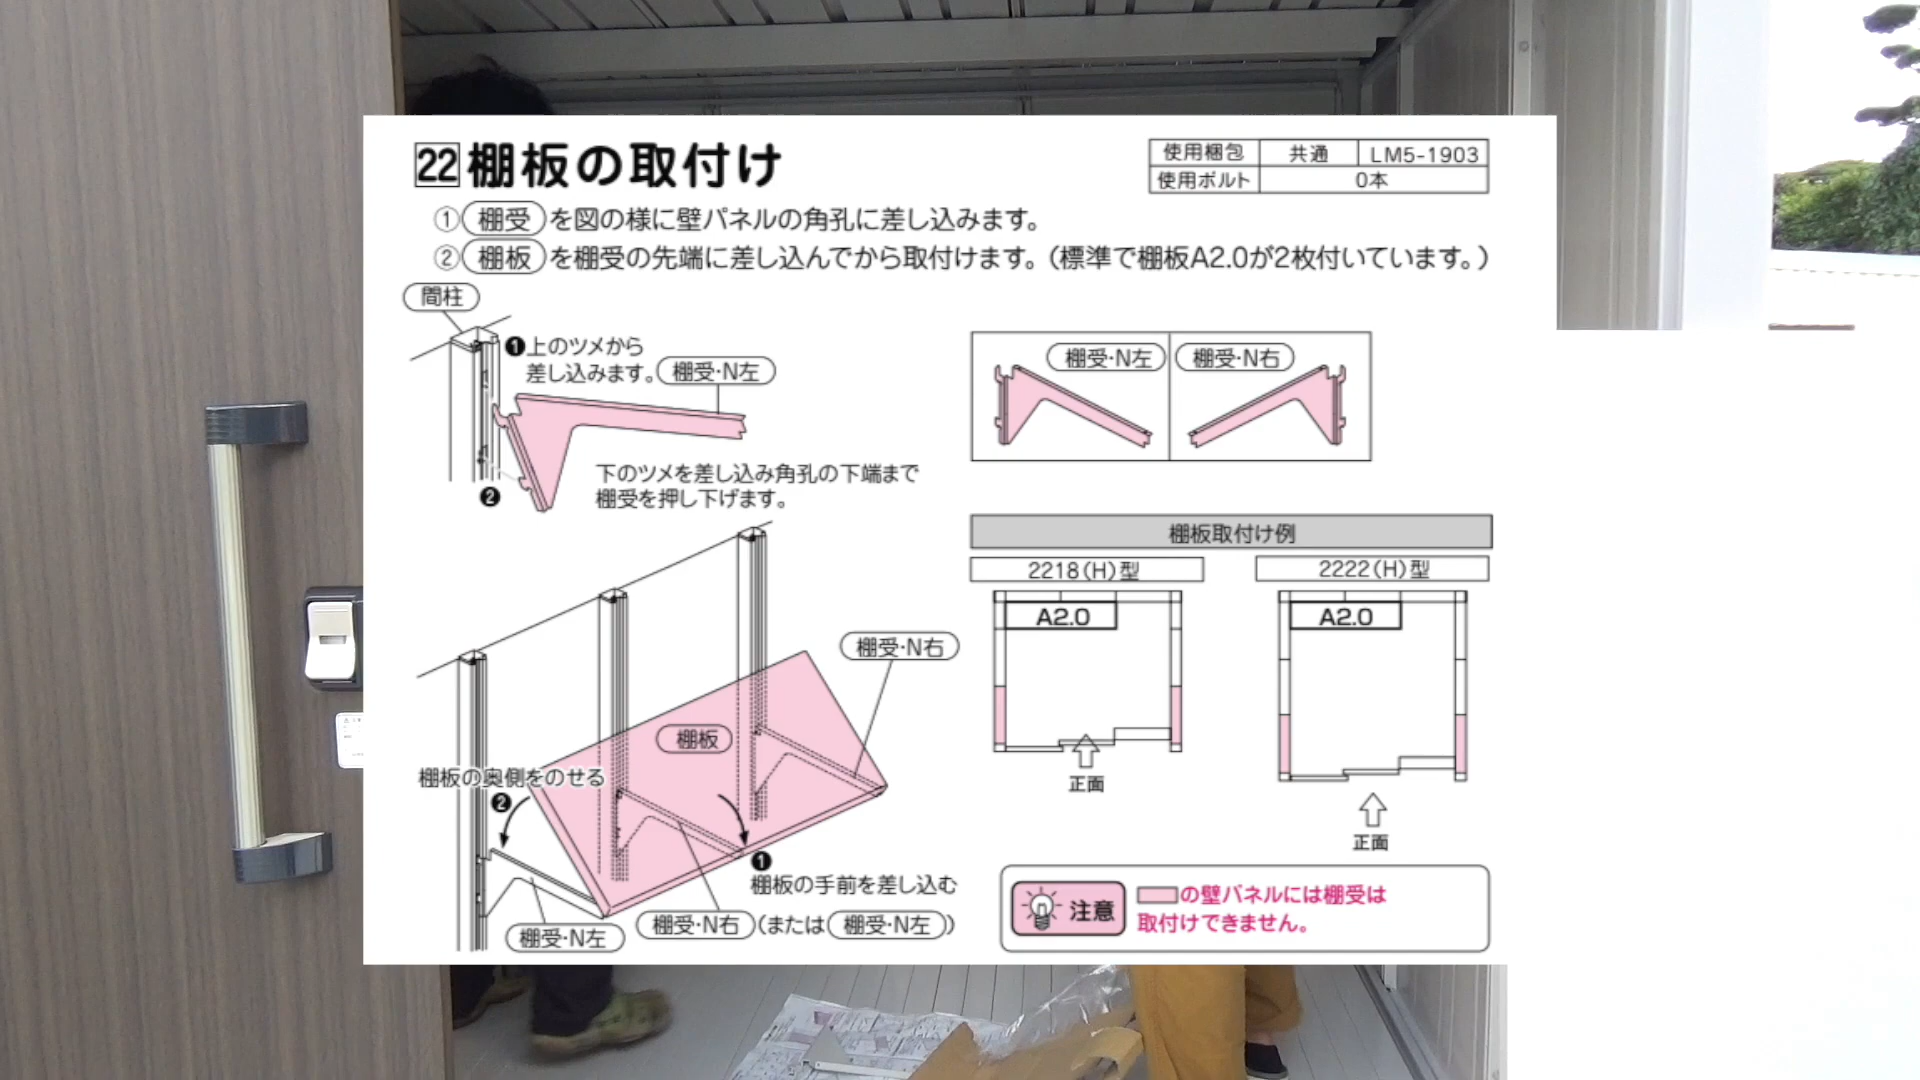 22 棚板の取付け
使用梱包 共通 LM5-1903
使用ボルト 0本
①棚受を図の様に壁パネルの角孔に差し込みます。
②棚板を棚受の先端に差し込んでから取付けます。(標準で棚板A2.0が2枚付いています。)
間柱
❶上のツメから
差し込みます。 棚受・N左
❷
下のツメを差し込み角孔の下端まで
棚受を押し下げます。
棚受・N左 棚受・N右
棚受・N右
棚板
棚板の奥側をのせる
❷
❶
棚板の手前を差し込む
棚受・N左
棚受・N右(または棚受・N左)
棚板取付け例
2218(H)型 2222(H)型
A2.0 A2.0
正面
正面
注意
の壁パネルには棚受は
取付けできません。